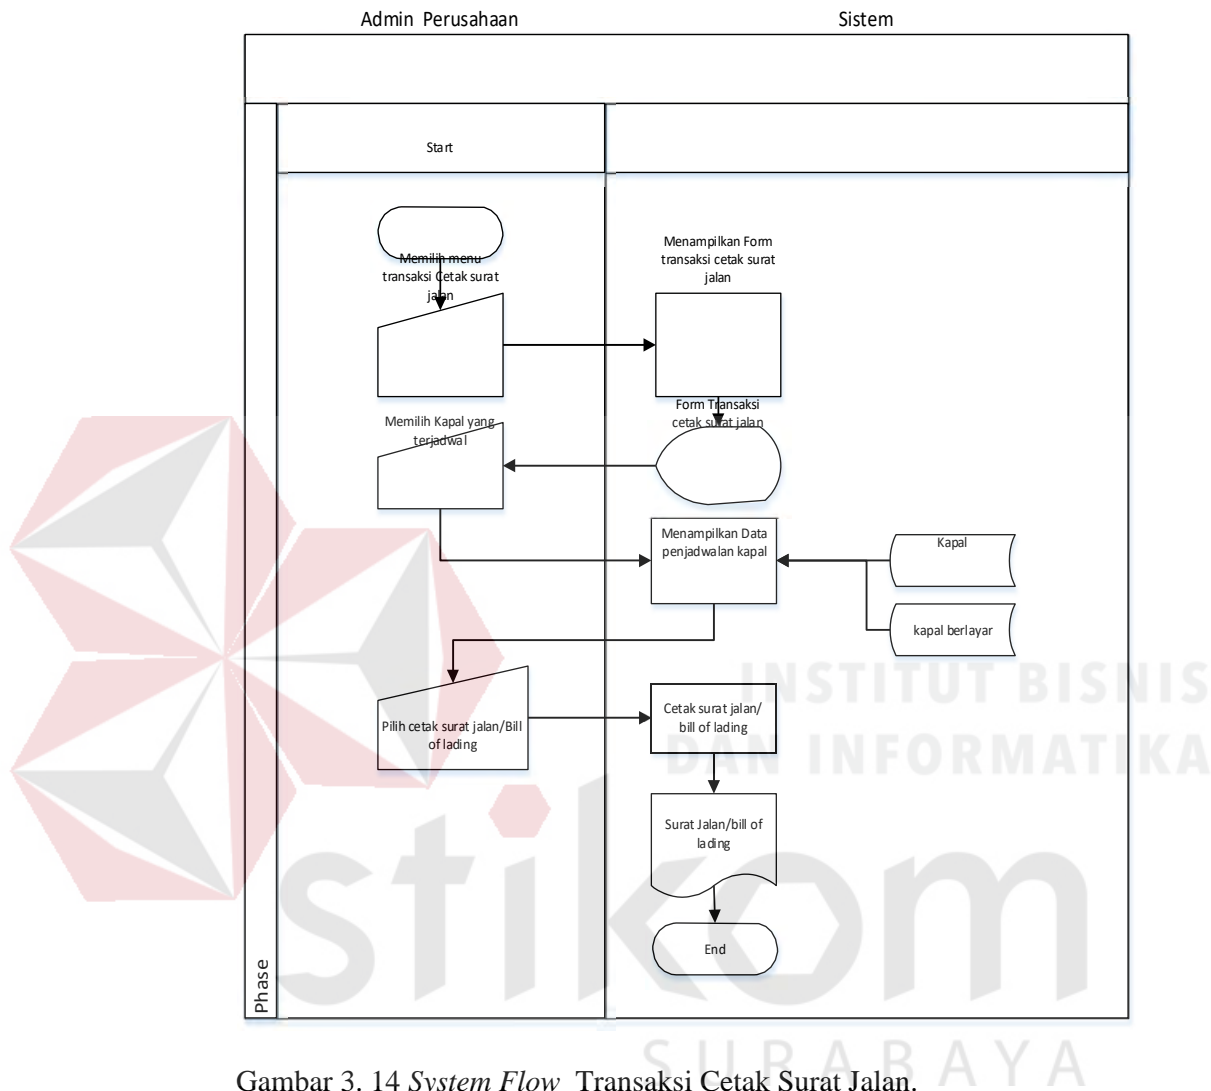 Admin Perusahaan
Sistem
Start
Memilih menu
transaksi Cetak surat
jalan
Menampilkan Form
transaksi cetak surat
jalan
Form Transaksi
cetak surat jalan
Memilih Kapal yang
terjadwal
Menampilkan Data
penjadwalan kapal
Kapal
kapal berlayar
Pilih cetak surat jalan/Bill
of lading
Cetak surat jalan/
bill of lading
Surat Jalan/bill of
lading
End
Phase
INSTITUT BISNIS
DAN INFORMATIKA
stikom
SURABAYA
Gambar 3. 14 System Flow Transaksi Cetak Surat Jalan.